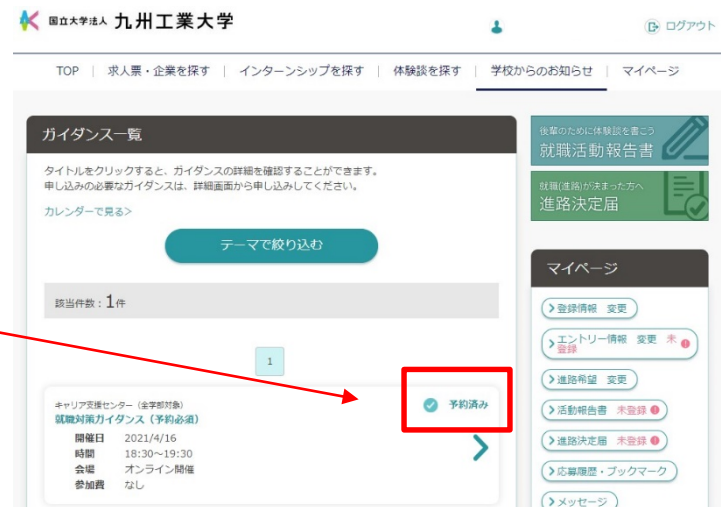 国立大学法人 九州工業大学
ログアウト
TOP | 求人票・企業を探す | インターンシップを探す | 体験談を探す | 学校からのお知らせ | マイページ
ガイダンス一覧
タイトルをクリックすると、ガイダンスの詳細を確認することができます。
申し込みの必要なガイダンスは、詳細画面から申し込みしてください。
カレンダーで見る>
テーマで絞り込む
該当件数：1件
1
キャリア支援センター（全学部対象）
予約済み
就職対策ガイダンス（予約必須）
開催日 2021/4/16
時間 18:30～19:30
会場 オンライン開催
参加費 なし
後輩のために体験談を書こう
就職活動報告書
就職(進路)が決まった方へ
進路決定届
マイページ
登録情報 変更
エントリー情報 変更 未
登録
進路希望 変更
活動報告書 未登録
進路決定届 未登録
応募履歴・ブックマーク
メッセージ